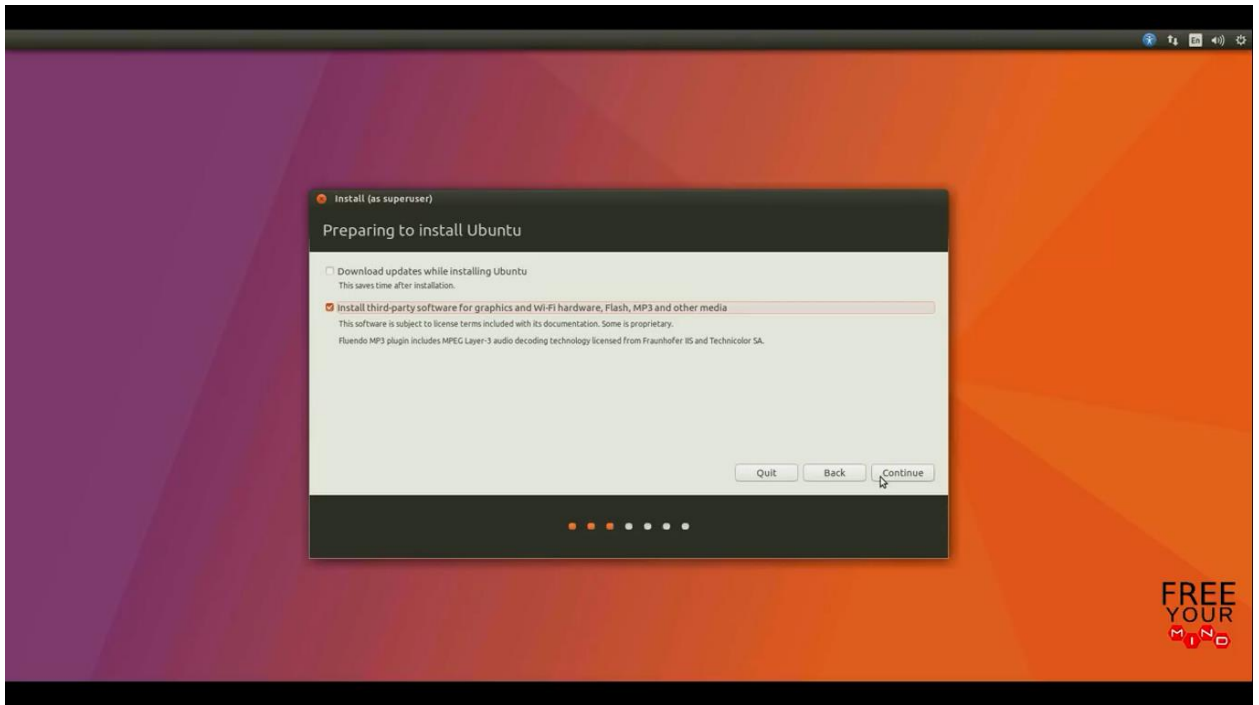 En
Install (as superuser)
Preparing to install Ubuntu
Download updates while installing Ubuntu
This saves time after installation.
Install third-party software for graphics and Wi-Fi hardware, Flash, MP3 and other media
This software is subject to license terms included with its documentation. Some is proprietary.
Fluendo MP3 plugin includes MPEG Layer-3 audio decoding technology licensed from Fraunhofer IIS and Technicolor SA.
Quit Back Continue
FREE
YOUR
MIND